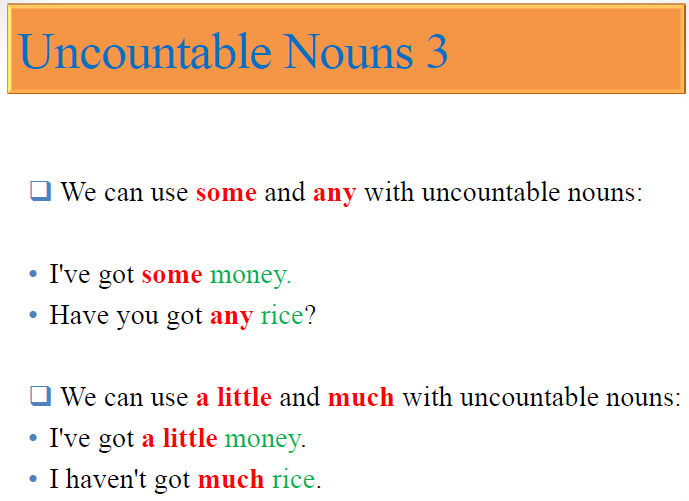 Uncountable Nouns 3
❑ We can use some and any with uncountable nouns:
• I've got some money.
• Have you got any rice?
❑ We can use a little and much with uncountable nouns:
• I've got a little money.
• I haven't got much rice.